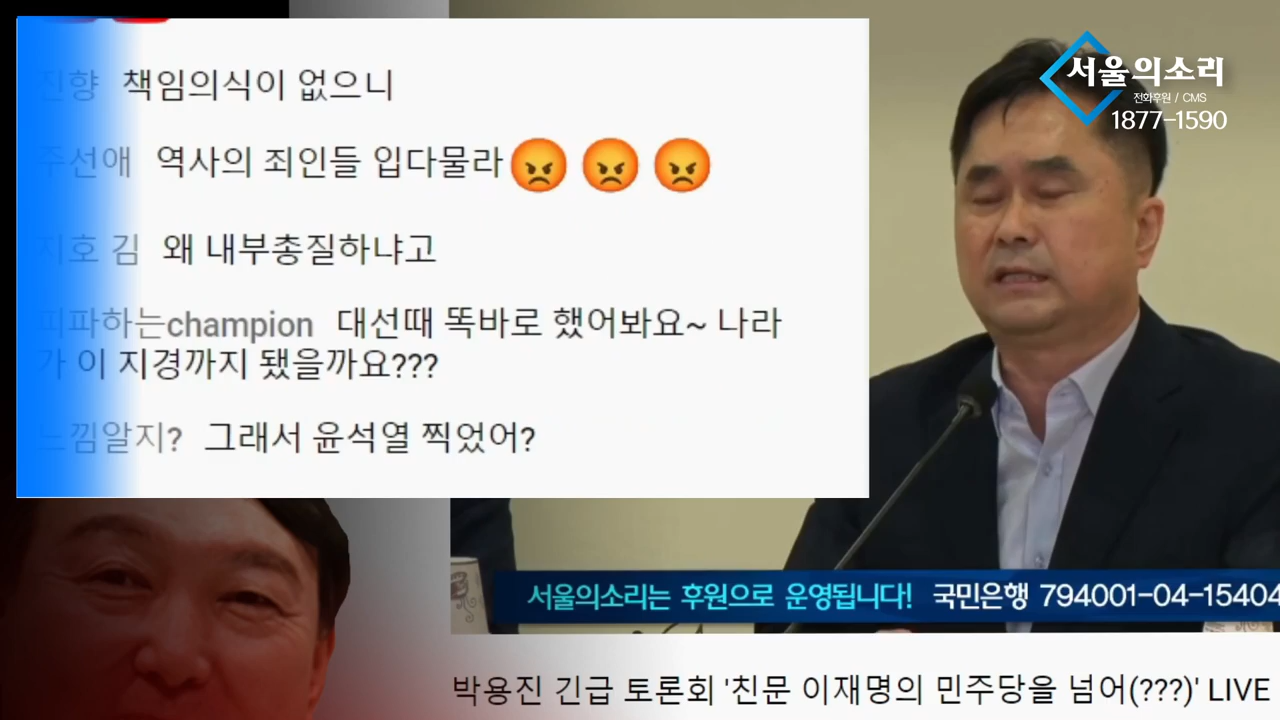 진향 책임의식이 없으니
주선애 역사의 죄인들 입다물라
지호 김 왜 내부총질하냐고
피파하는champion 대선때 똑바로 했어봐요~ 나라
가 이 지경까지 됐을까요???
느낌알지? 그래서 윤석열 찍었어?
서울의소리
전화후원 / CMS
1877-1590
서울의소리는 후원으로 운영됩니다! 국민은행 794001-04-15404
박용진 긴급 토론회 '친문 이재명의 민주당을 넘어(???)' LIVE